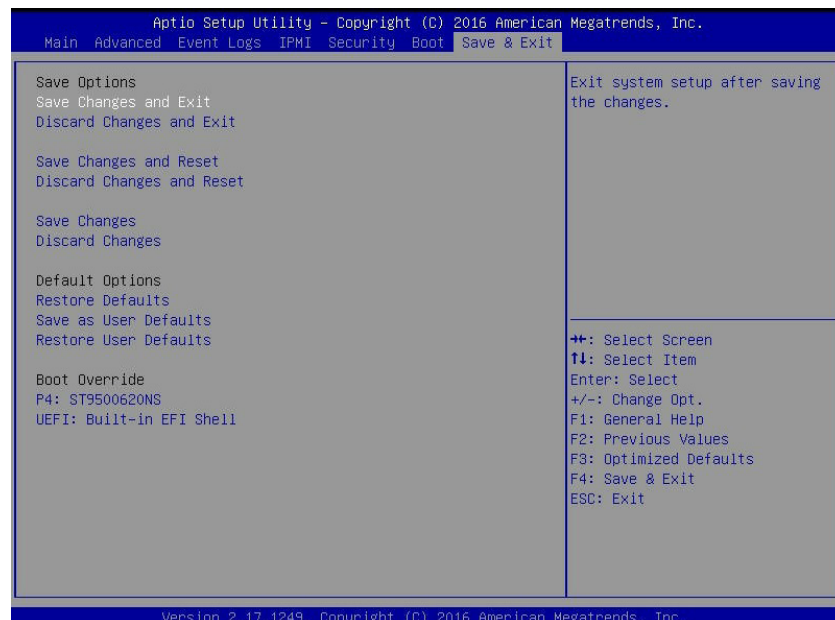 Aptio Setup Utility – Copyright (C) 2016 American Megatrends, Inc.
Main Advanced Event Logs IPMI Security Boot Save & Exit
Save Options
Save Changes and Exit
Discard Changes and Exit
Save Changes and Reset
Discard Changes and Reset
Save Changes
Discard Changes
Default Options
Restore Defaults
Save as User Defaults
Restore User Defaults
Boot Override
P4: ST9500620NS
UEFI: Built-in EFI Shell
Exit system setup after saving
the changes.
→←: Select Screen
↑↓: Select Item
Enter: Select
+/-: Change Opt.
F1: General Help
F2: Previous Values
F3: Optimized Defaults
F4: Save & Exit
ESC: Exit
Version 2.17.1249. Copyright (C) 2016 American Megatrends, Inc.